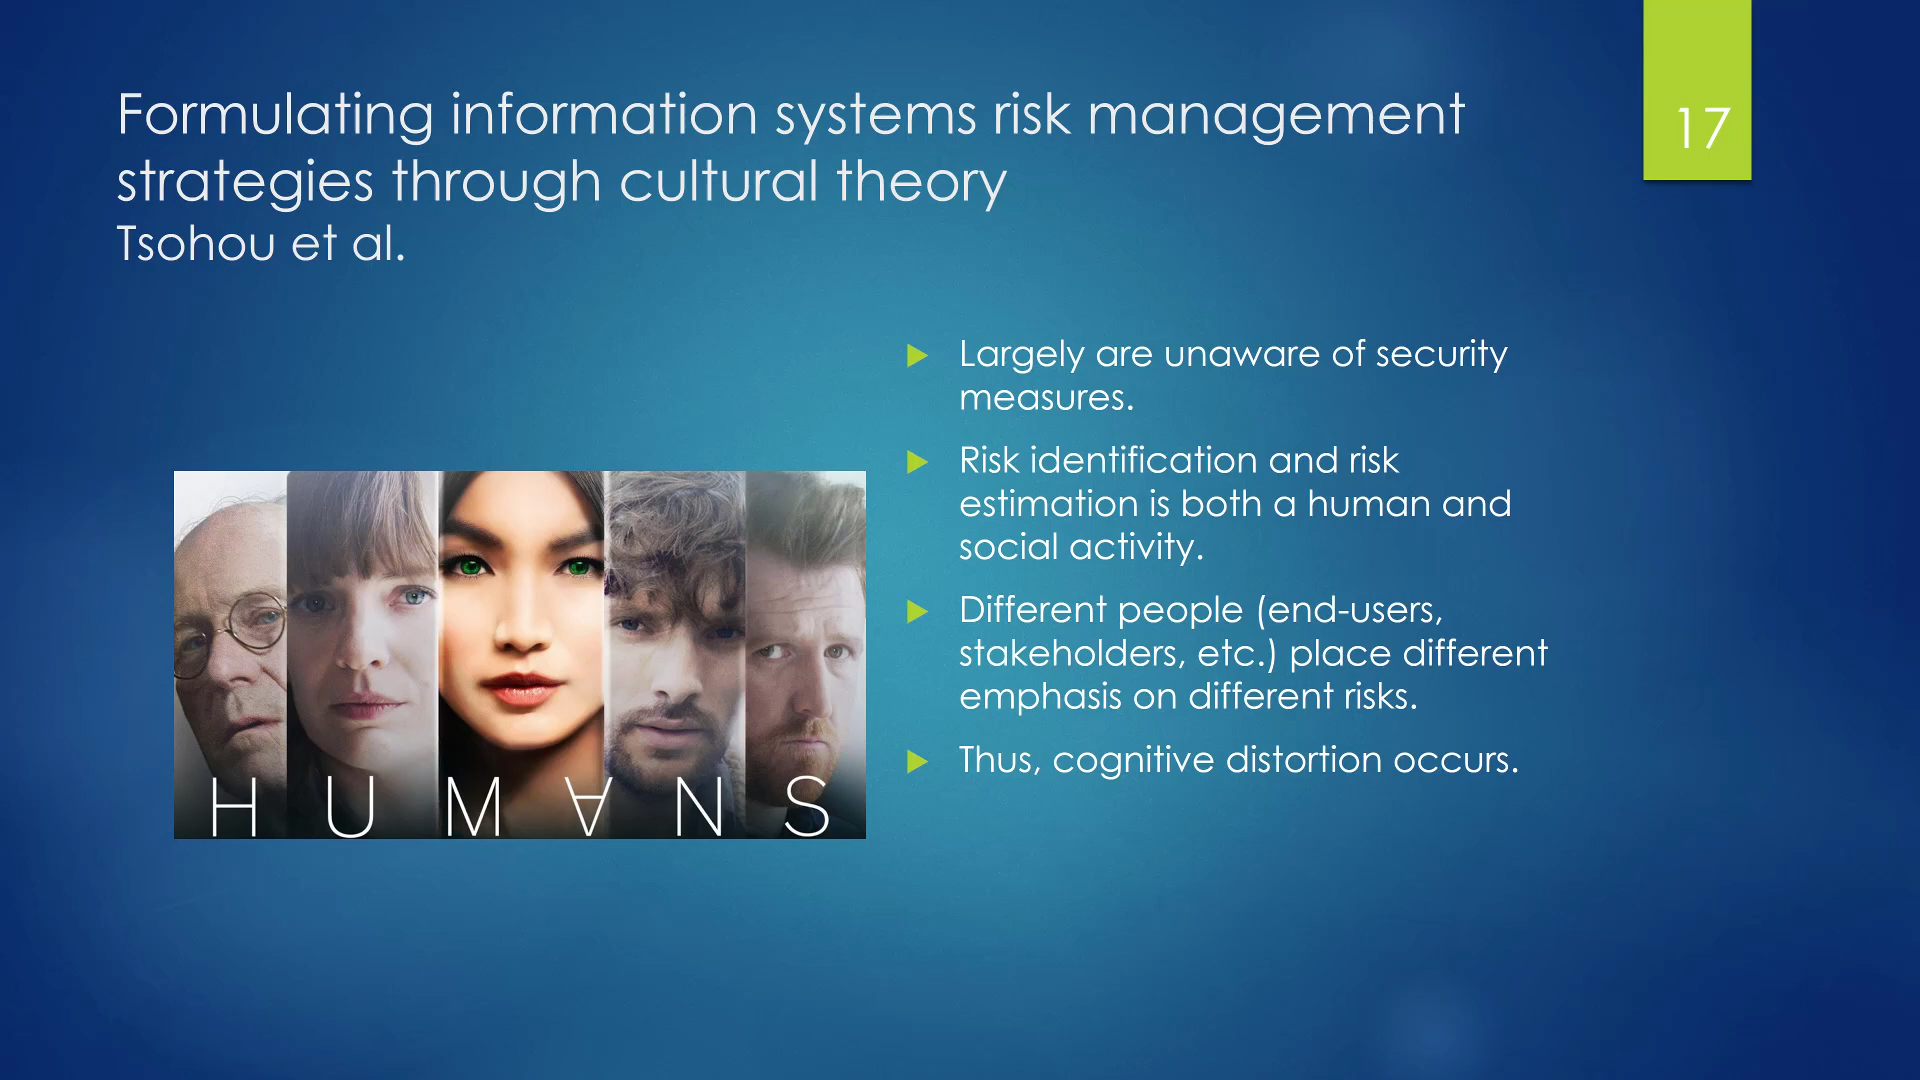 Formulating information systems risk management
strategies through cultural theory
Tsohou et al.
17
Largely are unaware of security
measures.
Risk identification and risk
estimation is both a human and
social activity.
Different people (end-users,
stakeholders, etc.) place different
emphasis on different risks.
Thus, cognitive distortion occurs.
H U M ∀ N S